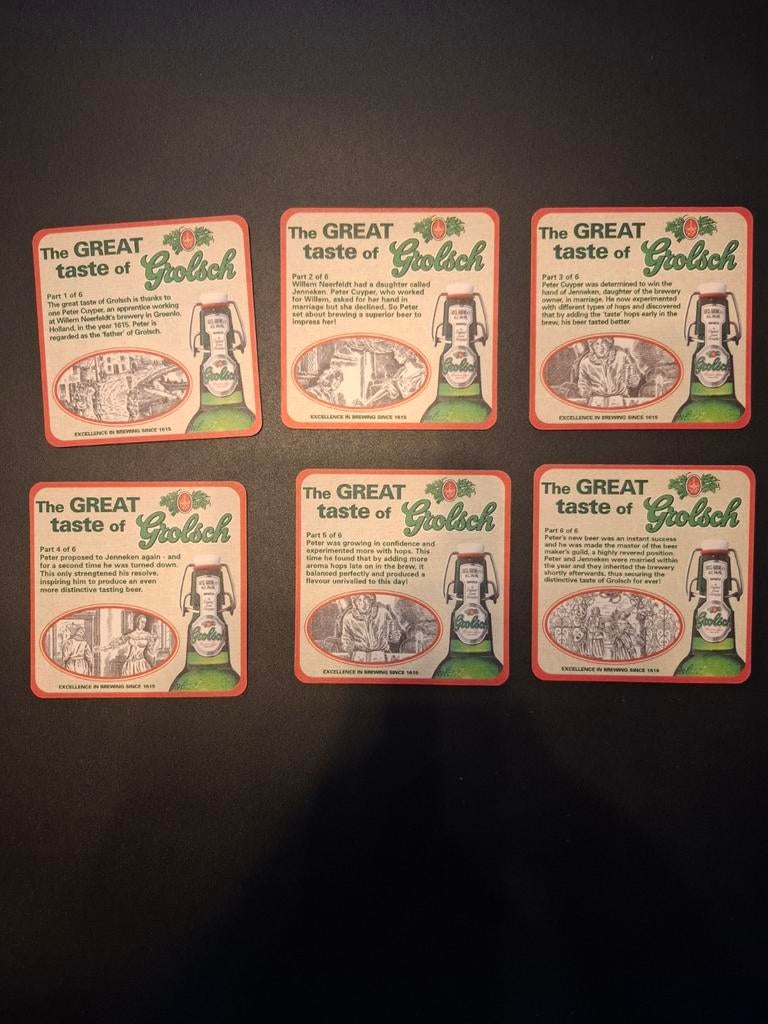 The GREAT
taste of Grolsch
Part 1 of 6
The great taste of Grolsch is thanks to
one Peter Cuyper, an apprentice working
at Willem Neerfeldt's brewery in Groenlo,
Holland, in the year 1615. Peter is
regarded as the 'father' of Grolsch.
Grolsch
EXCELLENCE IN BREWING SINCE 1615
The GREAT
taste of Grolsch
Part 2 of 6
Willem Neerfeldt had a daughter called
Jenneken. Peter Cuyper, who worked
for Willem, asked for her hand in
marriage but she declined. So Peter
set about brewing a superior beer to
impress her!
Grolsch
EXCELLENCE IN BREWING SINCE 1615
The GREAT
taste of Grolsch
Part 3 of 6
Peter Cuyper was determined to win the
hand of Jenneken, daughter of the brewery
owner, in marriage. He now experimented
with different types of hops and discovered
that by adding the 'taste' hops early in the
brew, his beer tasted better.
Grolsch
EXCELLENCE IN BREWING SINCE 1615
The GREAT
taste of Grolsch
Part 4 of 6
Peter proposed to Jenneken again - and
for a second time he was turned down.
This only strengthened his resolve,
inspiring him to produce an even
more distinctive tasting beer.
Grolsch
EXCELLENCE IN BREWING SINCE 1615
The GREAT
taste of Grolsch
Part 5 of 6
Peter was growing in confidence and
experimented more with hops. This
time he found that by adding more
aroma hops late on in the brew, it
balanced perfectly and produced a
flavour unrivalled to this day!
Grolsch
EXCELLENCE IN BREWING SINCE 1615
The GREAT
taste of Grolsch
Part 6 of 6
Peter's new beer was an instant success
and he was made the master of the beer
maker's guild, a highly revered position.
Peter and Jenneken were married within
the year and they inherited the brewery
shortly afterwards, thus securing the
distinctive taste of Grolsch for ever!
Grolsch
EXCELLENCE IN BREWING SINCE 1615